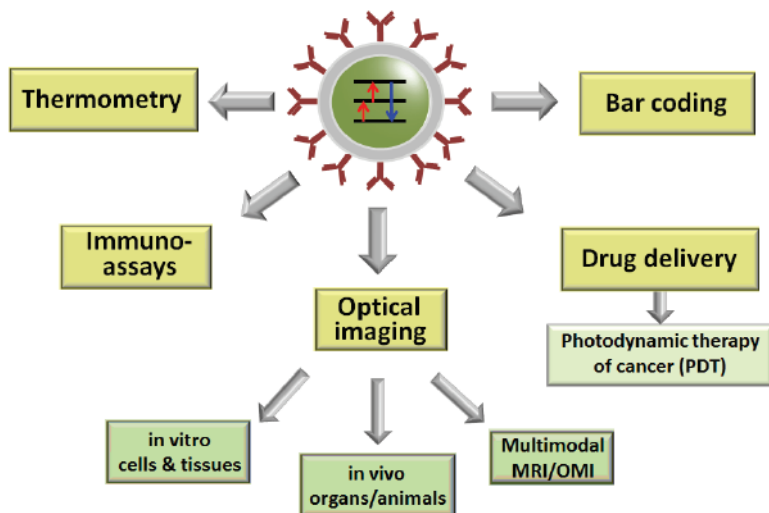 Thermometry
Bar coding
Immuno-
assays
Drug delivery
Optical
imaging
Photodynamic therapy
of cancer (PDT)
in vitro
cells & tissues
in vivo
organs/animals
Multimodal
MRI/OMI